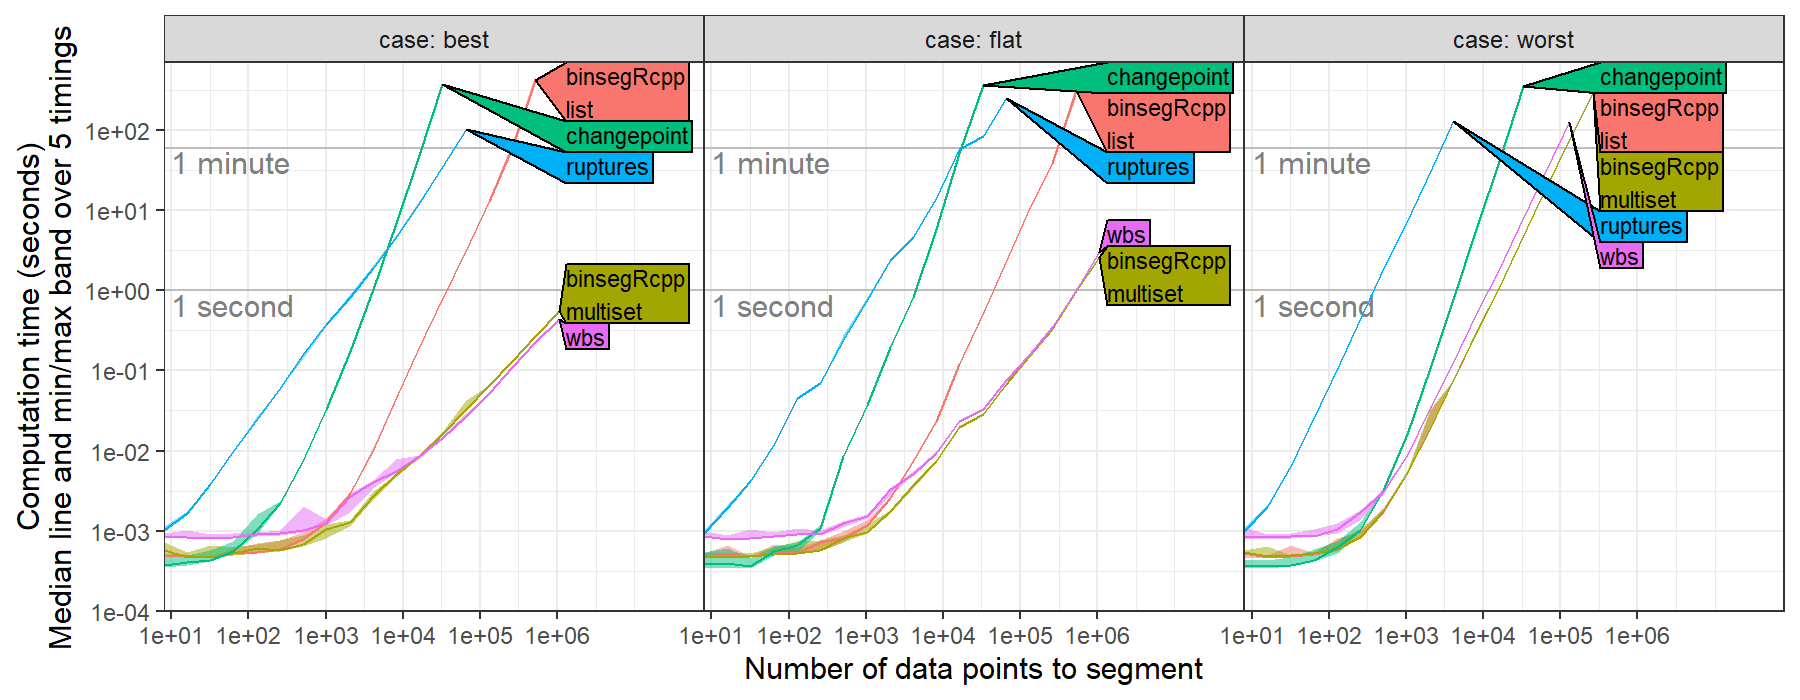 case: best
case: flat
case: worst
Computation time (seconds)
Median line and min/max band over 5 timings
1e+02
1e+01
1e+00
1e-01
1e-02
1e-03
1e-04
1 minute
1 second
binsegRcpp
list
changepoint
ruptures
binsegRcpp
multiset
wbs
1 minute
1 second
changepoint
binsegRcpp
list
ruptures
wbs
binsegRcpp
multiset
1 minute
1 second
changepoint
binsegRcpp
list
binsegRcpp
multiset
ruptures
wbs
1e+01 1e+02 1e+03 1e+04 1e+05 1e+06
1e+01 1e+02 1e+03 1e+04 1e+05 1e+06
1e+01 1e+02 1e+03 1e+04 1e+05 1e+06
Number of data points to segment